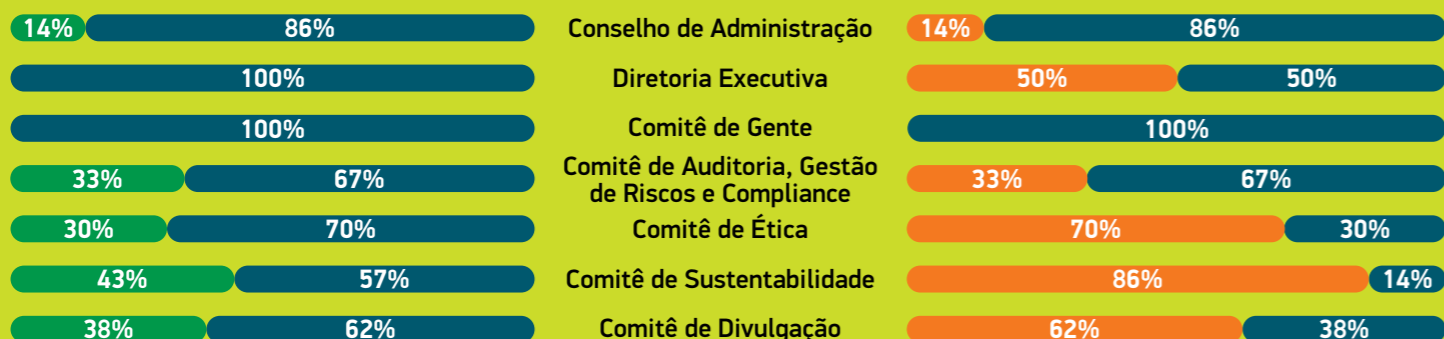 14% 86% Conselho de Administração 14% 86%
100% Diretoria Executiva 50% 50%
100% Comitê de Gente 100%
33% 67% Comitê de Auditoria, Gestão
de Riscos e Compliance 33% 67%
30% 70% Comitê de Ética 70% 30%
43% 57% Comitê de Sustentabilidade 86% 14%
38% 62% Comitê de Divulgação 62% 38%